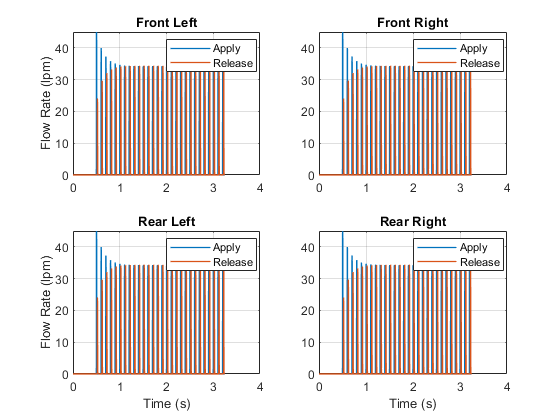 Front Left
Flow Rate (lpm)
40
30
20
10
0
0 1 2 3 4
Apply
Release
Front Right
40
30
20
10
0
0 1 2 3 4
Apply
Release
Rear Left
Flow Rate (lpm)
40
30
20
10
0
0 1 2 3 4
Time (s)
Apply
Release
Rear Right
40
30
20
10
0
0 1 2 3 4
Time (s)
Apply
Release